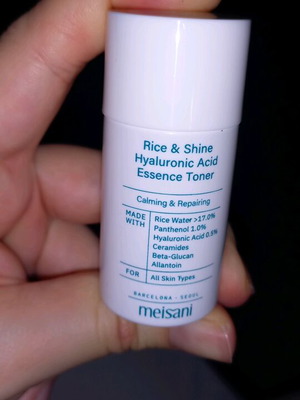 Rice & Shine
Hyaluronic Acid
Essence Toner
Calming & Repairing
MADE
WITH
Rice Water >17.0%
Panthenol 1.0%
Hyaluronic Acid 0.5%
Ceramides
Beta-Glucan
Allantoin
FOR
All Skin Types
BARCELONA - SEOUL
meisani